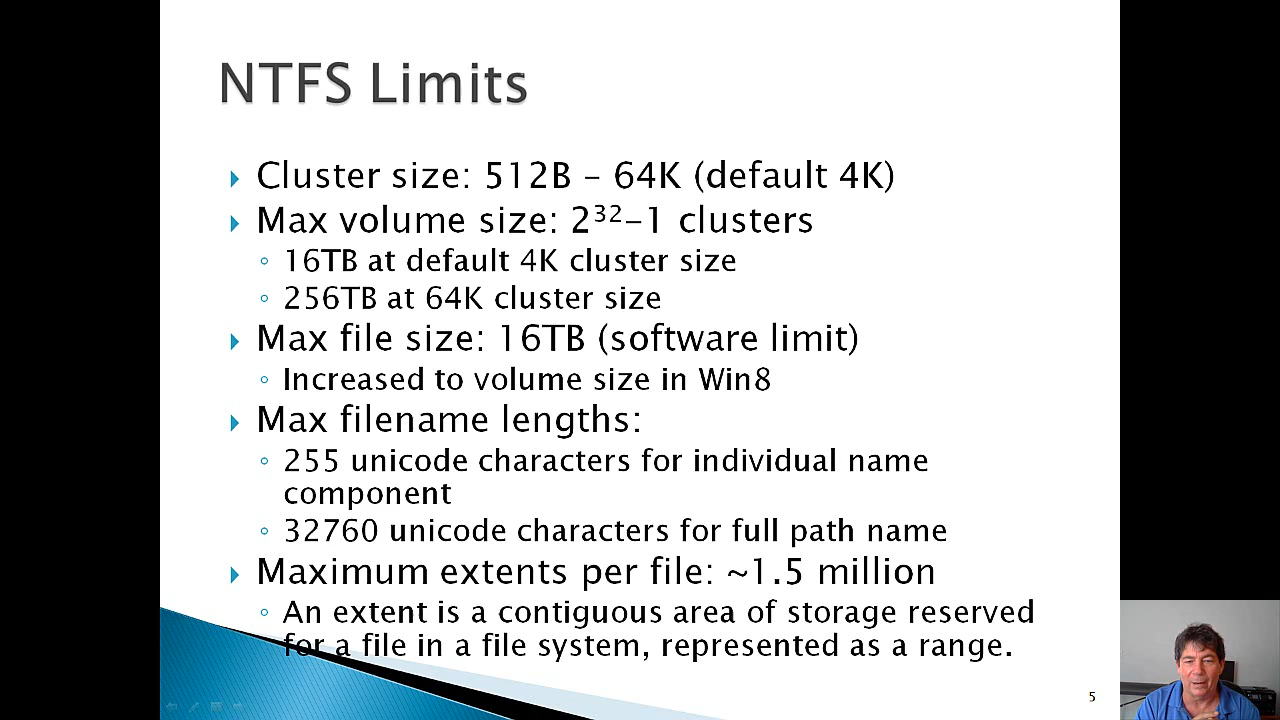 NTFS Limits
Cluster size: 512B – 64K (default 4K)
Max volume size: 2³²–1 clusters
16TB at default 4K cluster size
256TB at 64K cluster size
Max file size: 16TB (software limit)
Increased to volume size in Win8
Max filename lengths:
255 unicode characters for individual name
component
32760 unicode characters for full path name
Maximum extents per file: ~1.5 million
An extent is a contiguous area of storage reserved
for a file in a file system, represented as a range.
5